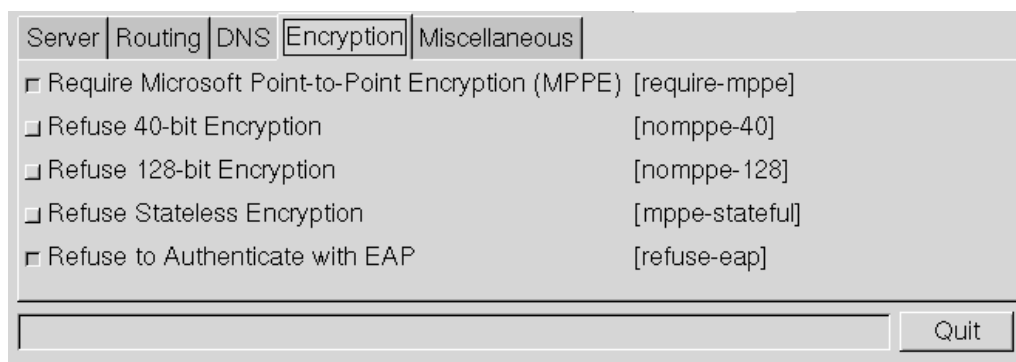 Server Routing DNS Encryption Miscellaneous
Require Microsoft Point-to-Point Encryption (MPPE) [require-mppe]
Refuse 40-bit Encryption [nomppe-40]
Refuse 128-bit Encryption [nomppe-128]
Refuse Stateless Encryption [mppe-stateful]
Refuse to Authenticate with EAP [refuse-eap]
Quit